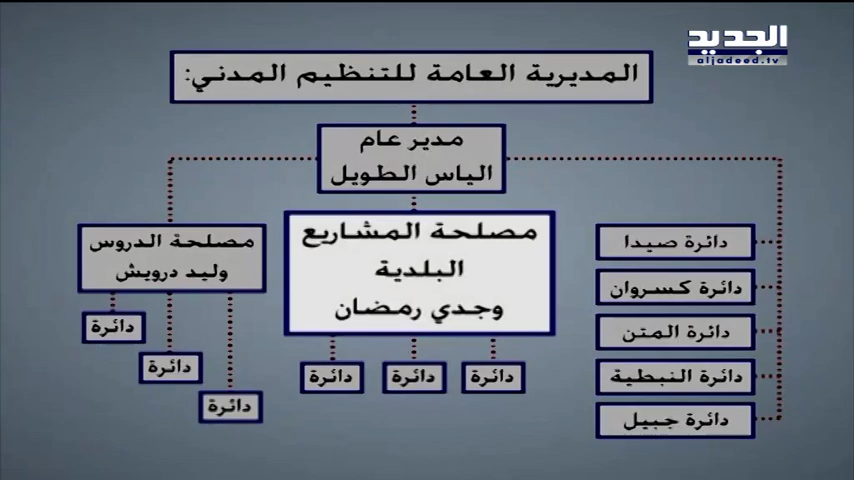 الجديد
aljadeed.tv
المديرية العامة للتنظيم المدني:
مدير عام
الياس الطويل
مصلحة المشاريع
البلدية
وجدي رمضان
مصلحة الدروس
وليد درويش
دائرة صيدا
دائرة كسروان
دائرة المتن
دائرة النبطية
دائرة جبيل
دائرة
دائرة
دائرة
دائرة
دائرة
دائرة